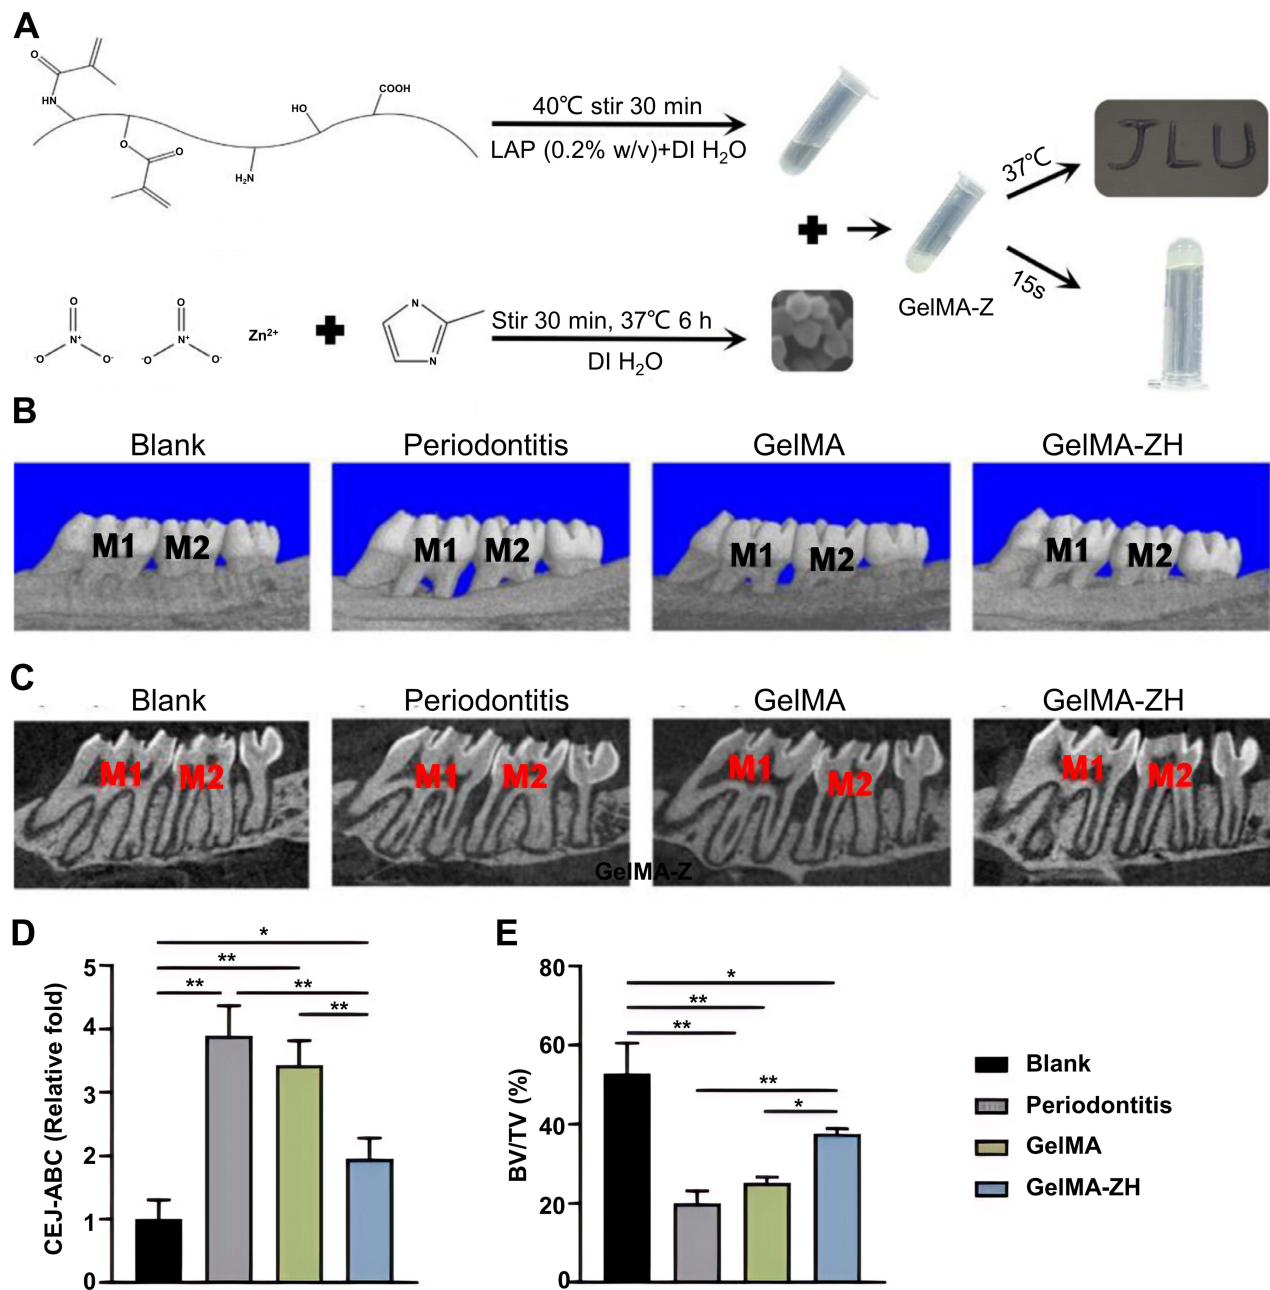 A
O
HN
O
O
H₂N
HO
COOH
40℃ stir 30 min
LAP (0.2% w/v)+DI H₂O
37℃
JLU
GelMA-Z
15s
O
N⁺
⁻O
O⁻
O
N⁺
⁻O
O⁻
Zn²⁺
N
N
Stir 30 min, 37℃ 6 h
DI H₂O
B
Blank
Periodontitis
GelMA
GelMA-ZH
M1 M2
M1 M2
M1 M2
M1 M2
C
Blank
Periodontitis
GelMA
GelMA-ZH
M1 M2
M1 M2
M1 M2
M1 M2
GelMA-Z
D
CEJ-ABC (Relative fold)
5
4
3
2
1
0
*
**
**
**
**
E
BV/TV (%)
80
60
40
20
0
*
**
**
**
*
Blank
Periodontitis
GelMA
GelMA-ZH